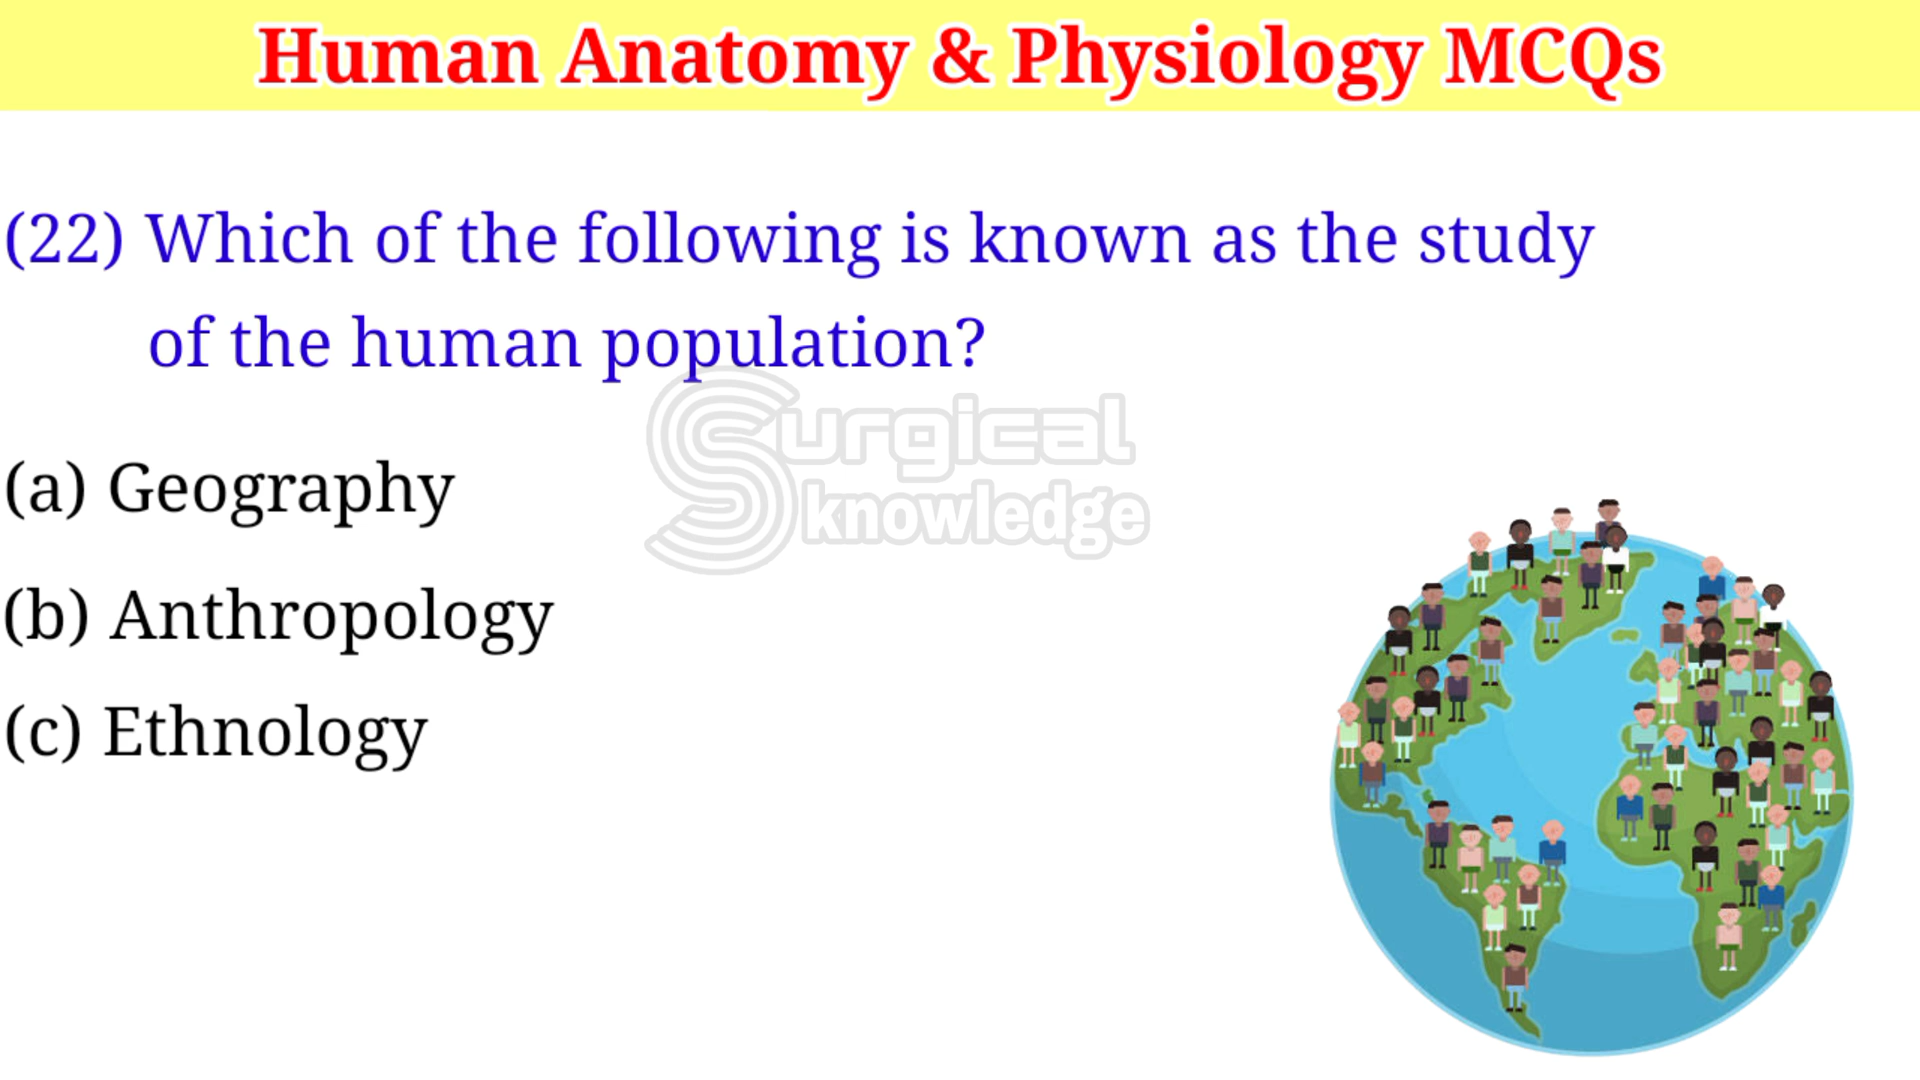 Human Anatomy & Physiology MCQs
(22) Which of the following is known as the study
of the human population?
Surgical
knowledge
(a) Geography
(b) Anthropology
(c) Ethnology